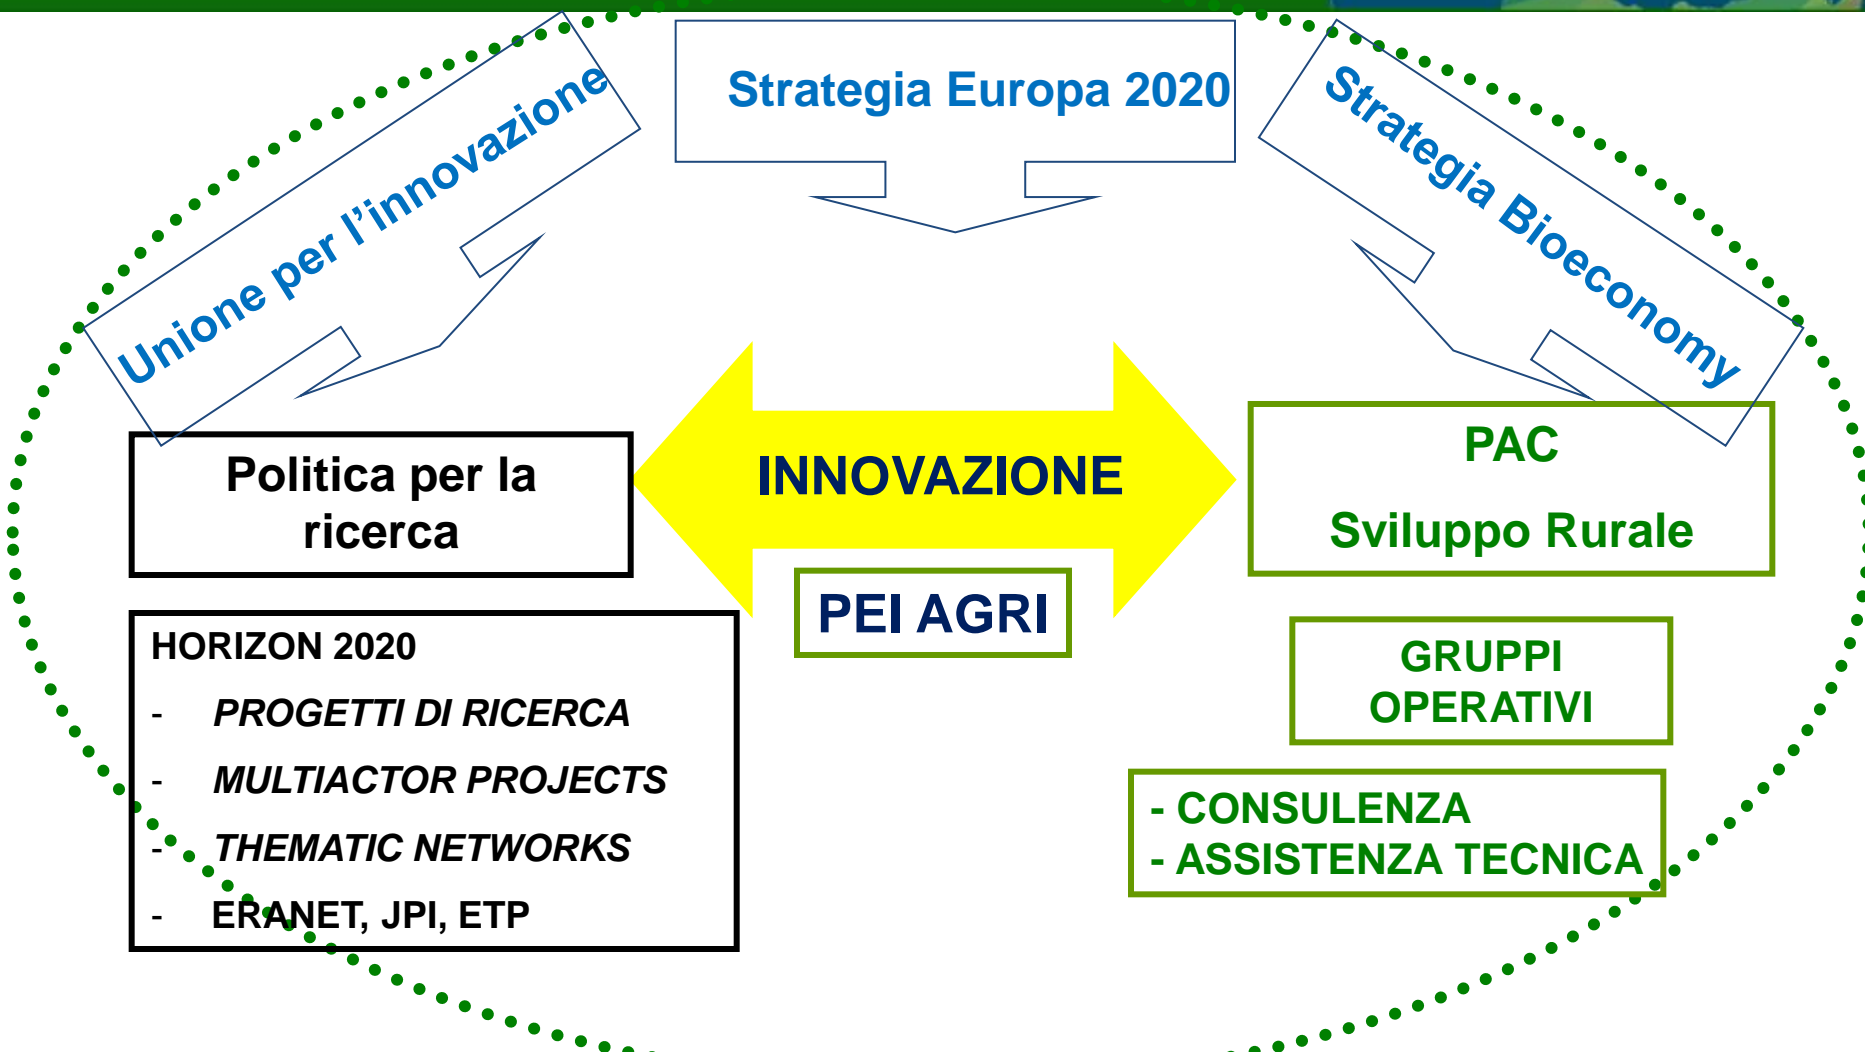 Unione per l’innovazione
Strategia Europa 2020
Strategia Bioeconomy
Politica per la
ricerca
INNOVAZIONE
PEI AGRI
PAC
Sviluppo Rurale
HORIZON 2020
- PROGETTI DI RICERCA
- MULTIACTOR PROJECTS
- THEMATIC NETWORKS
- ERANET, JPI, ETP
GRUPPI
OPERATIVI
- CONSULENZA
- ASSISTENZA TECNICA